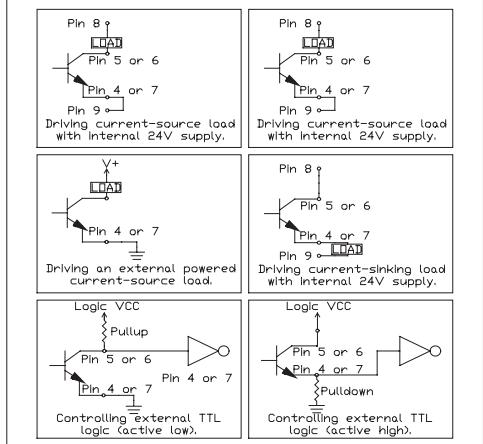 Pin 8
LOAD
Pin 5 or 6
Pin 4 or 7
Pin 9
Driving current-source load
with internal 24V supply.
Pin 8
LOAD
Pin 5 or 6
Pin 4 or 7
Pin 9
Driving current-source load
with internal 24V supply.
V+
LOAD
Pin 4 or 7
Driving an external powered
current-source load.
Pin 8
Pin 5 or 6
Pin 4 or 7
LOAD
Pin 9
Driving current-sinking load
with internal 24V supply.
Logic VCC
Pullup
Pin 5 or 6
Pin 4 or 7
Pin 4 or 7
Controlling external TTL
logic (active low).
Logic VCC
Pin 5 or 6
Pin 4 or 7
Pulldown
Controlling external TTL
logic (active high).